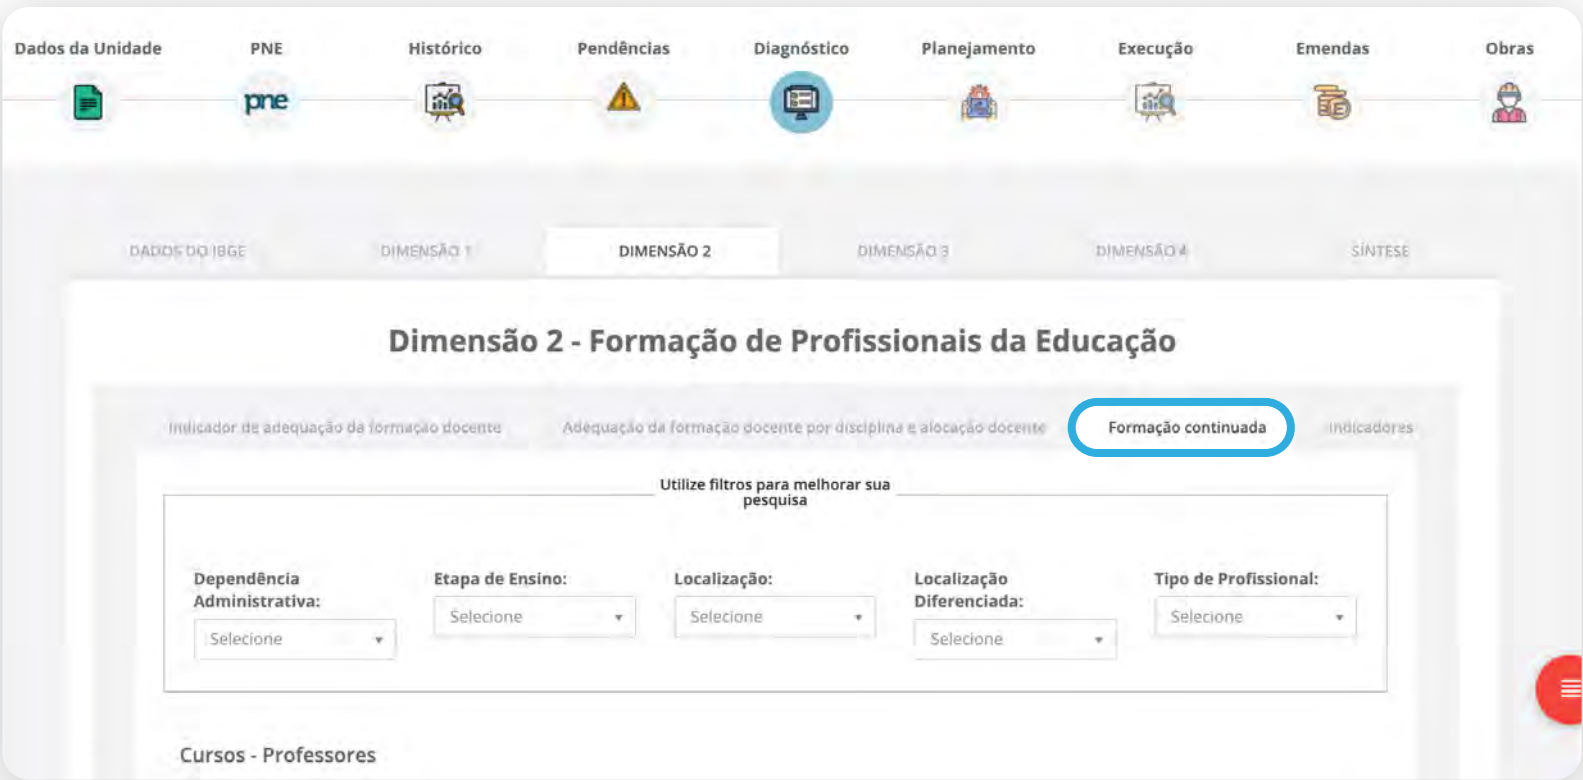 Dados da Unidade PNE Histórico Pendências Diagnóstico Planejamento Execução Emendas Obras
pne
DADOS DO IBGE DIMENSÃO 1 DIMENSÃO 2 DIMENSÃO 3 DIMENSÃO 4 SÍNTESE
Dimensão 2 - Formação de Profissionais da Educação
Indicador de adequação da formação docente Adequação da formação docente por disciplina e alocação docente Formação continuada Indicadores
Utilize filtros para melhorar sua
pesquisa
Dependência
Administrativa:
Selecione
Etapa de Ensino:
Selecione
Localização:
Selecione
Localização
Diferenciada:
Selecione
Tipo de Profissional:
Selecione
Cursos - Professores